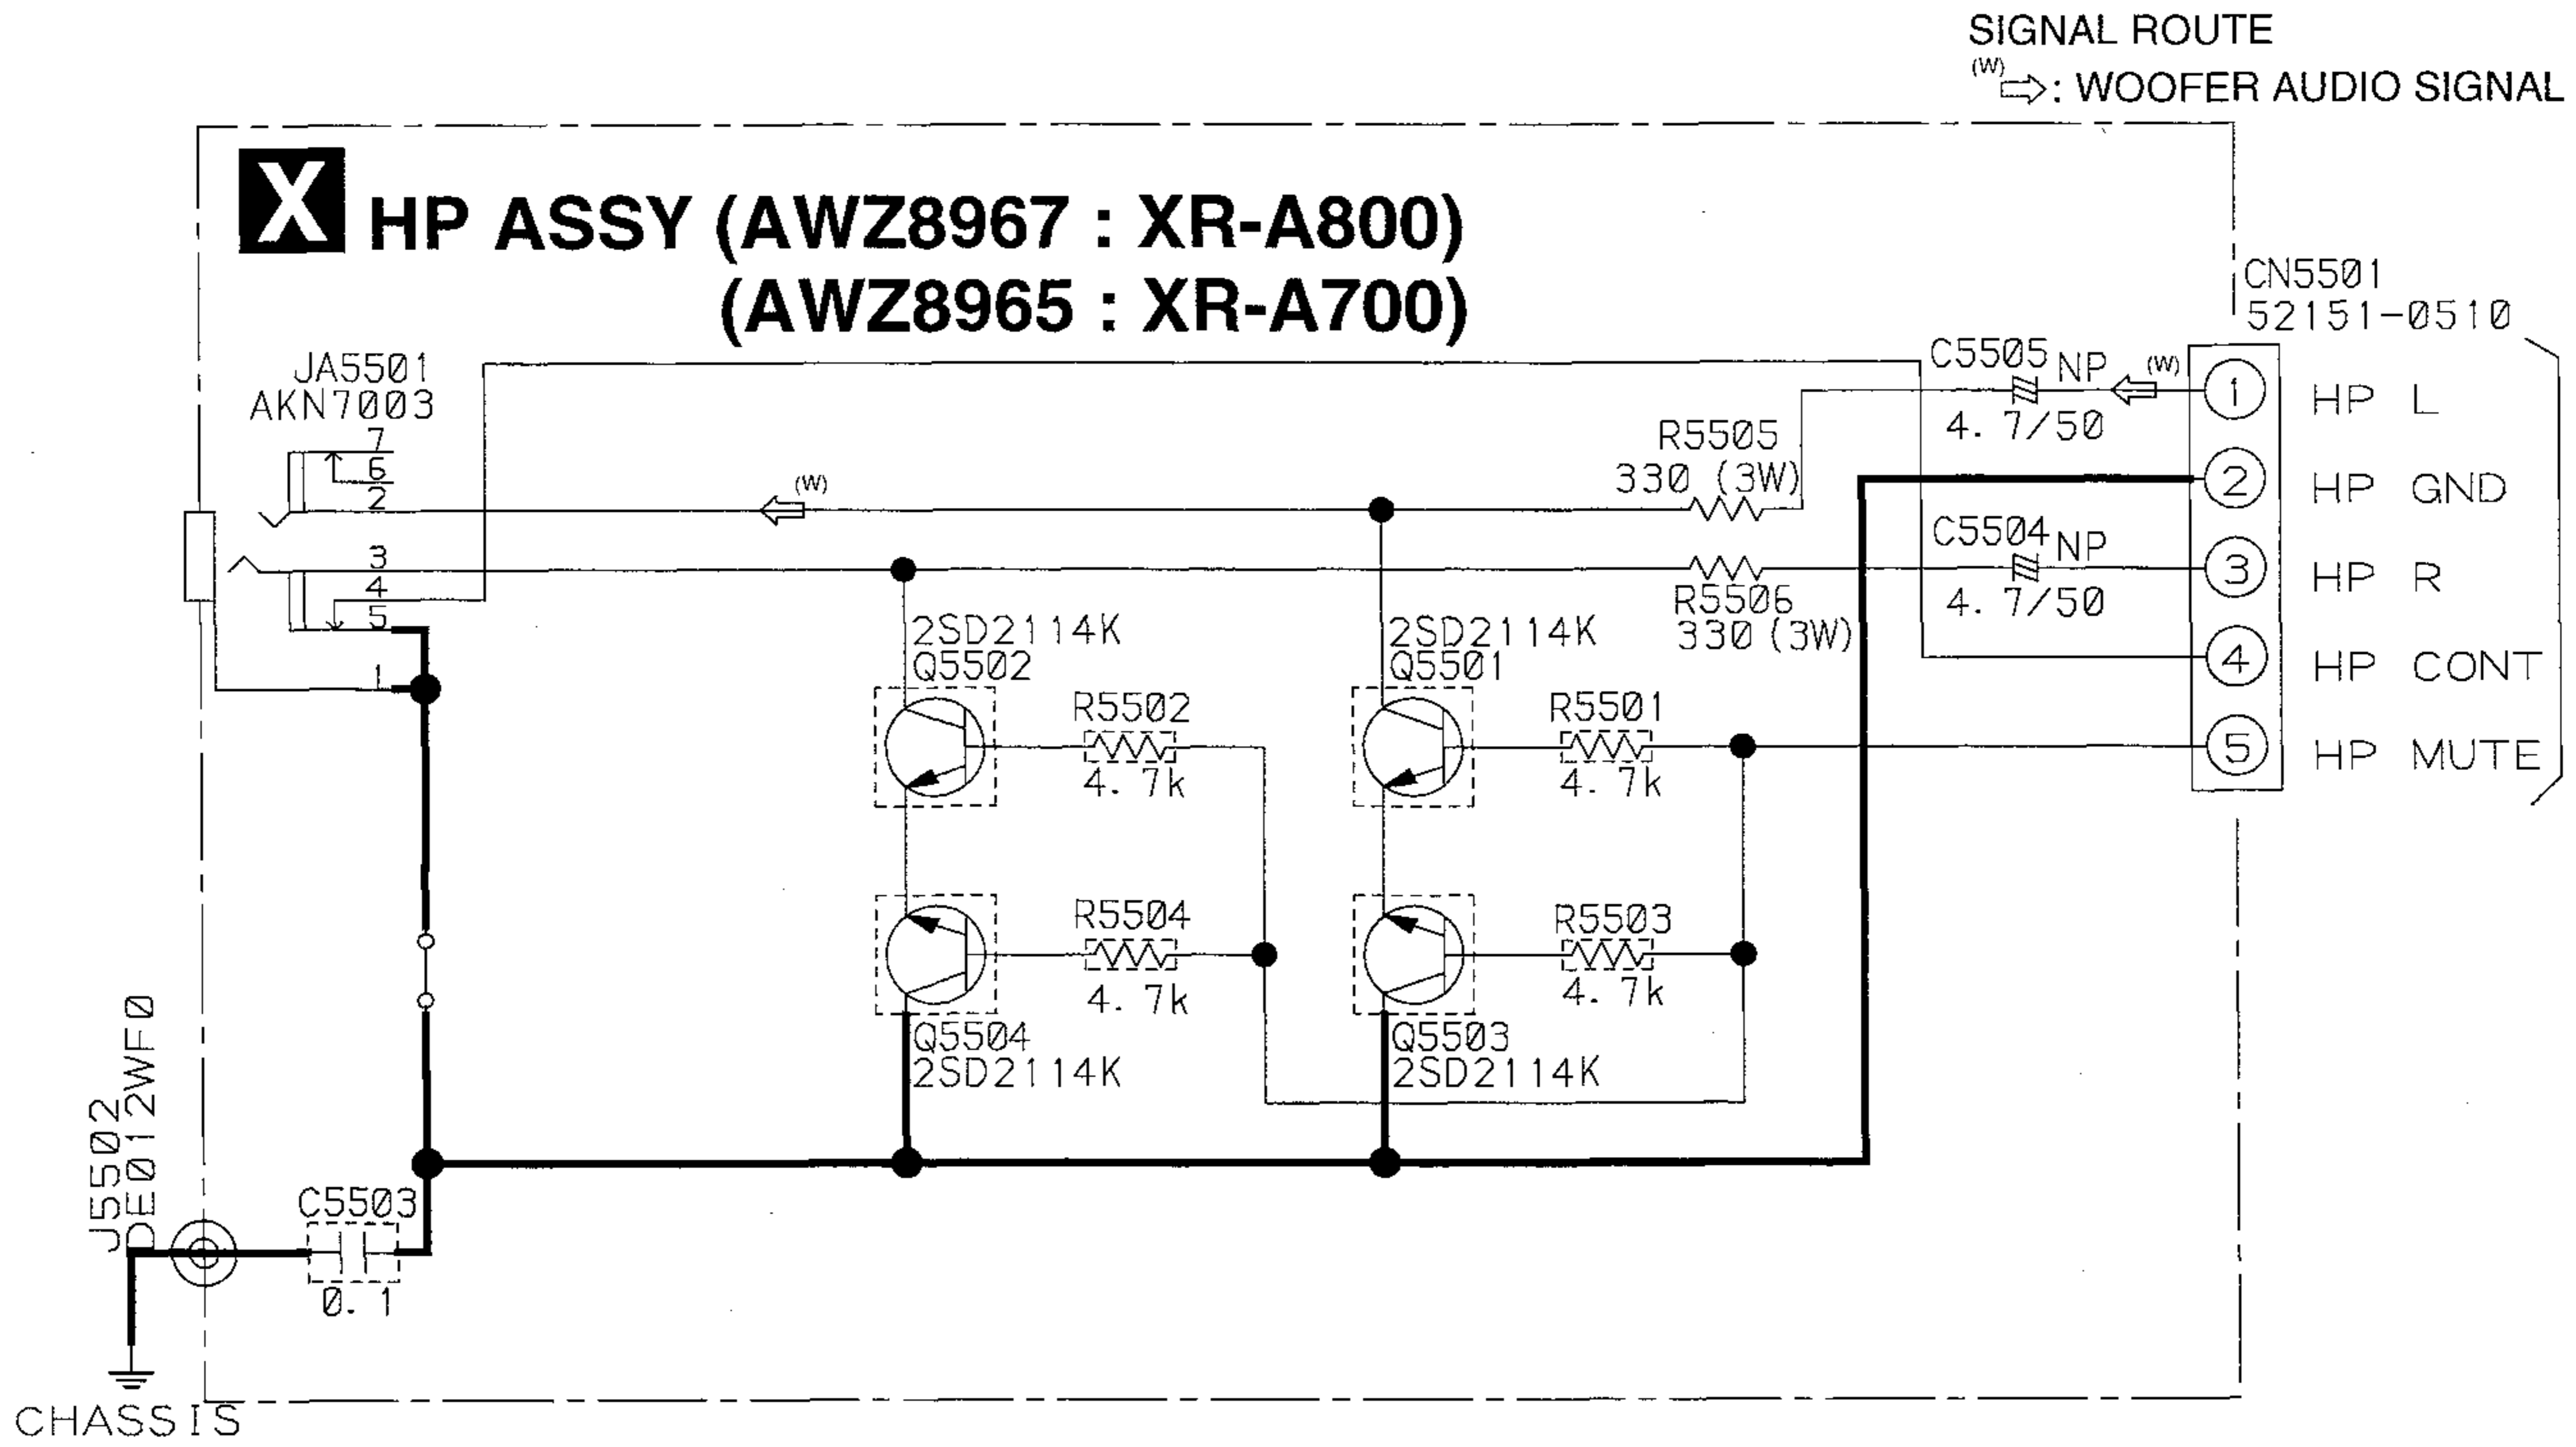 SIGNAL ROUTE
(W) ⇨: WOOFER AUDIO SIGNAL
X HP ASSY (AWZ8967 : XR-A800)
(AWZ8965 : XR-A700)
CN5501
52151-0510
JA5501
AKN7003
7
6
2
3
4
5
1
(W)
R5505
330 (3W)
C5505 NP
4. 7/50
(W)
1 HP L
2 HP GND
C5504 NP
4. 7/50
3 HP R
R5506
330 (3W)
4 HP CONT
5 HP MUTE
2SD2114K
Q5502
R5502
4. 7k
2SD2114K
Q5501
R5501
4. 7k
R5504
4. 7k
Q5504
2SD2114K
R5503
4. 7k
Q5503
2SD2114K
J5502
DE012WF0
C5503
0. 1
CHASSIS